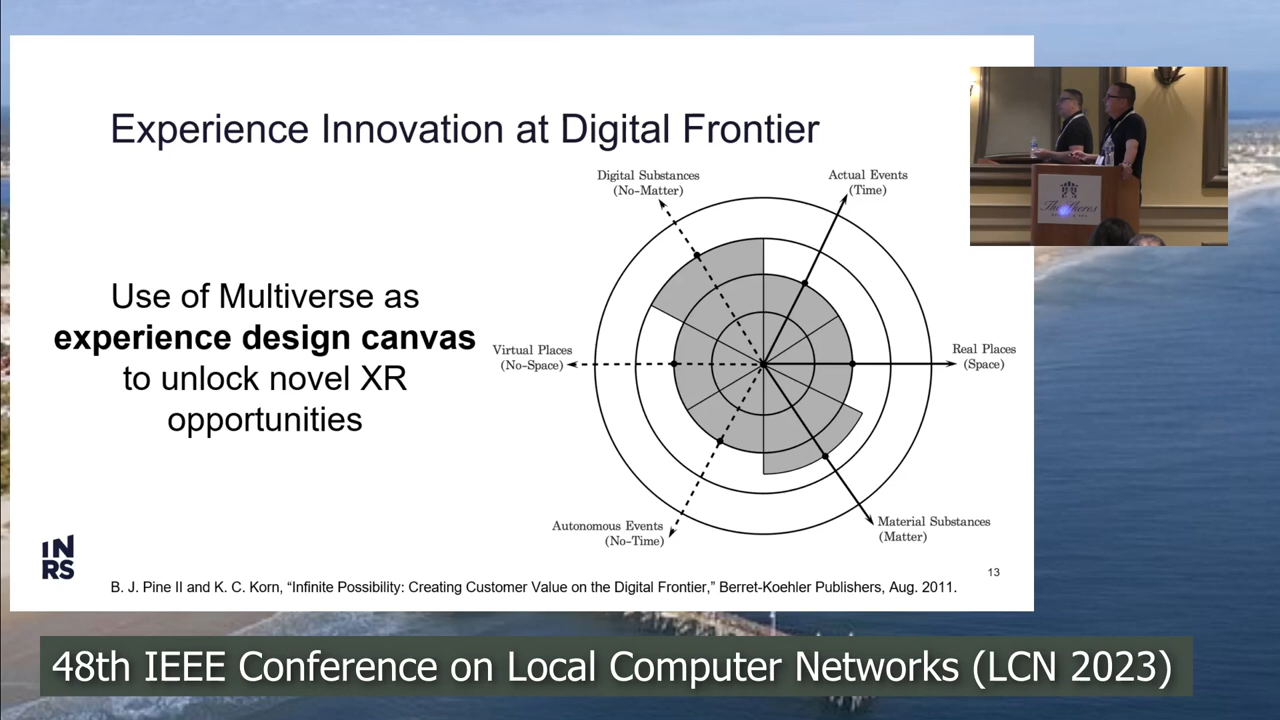 Experience Innovation at Digital Frontier
Digital Substances
(No-Matter)
Actual Events
(Time)
Use of Multiverse as
experience design canvas
to unlock novel XR
opportunities
Virtual Places
(No-Space)
Real Places
(Space)
Autonomous Events
(No-Time)
Material Substances
(Matter)
IN
RS
13
B. J. Pine II and K. C. Korn, “Infinite Possibility: Creating Customer Value on the Digital Frontier,” Berret-Koehler Publishers, Aug. 2011.
48th IEEE Conference on Local Computer Networks (LCN 2023)